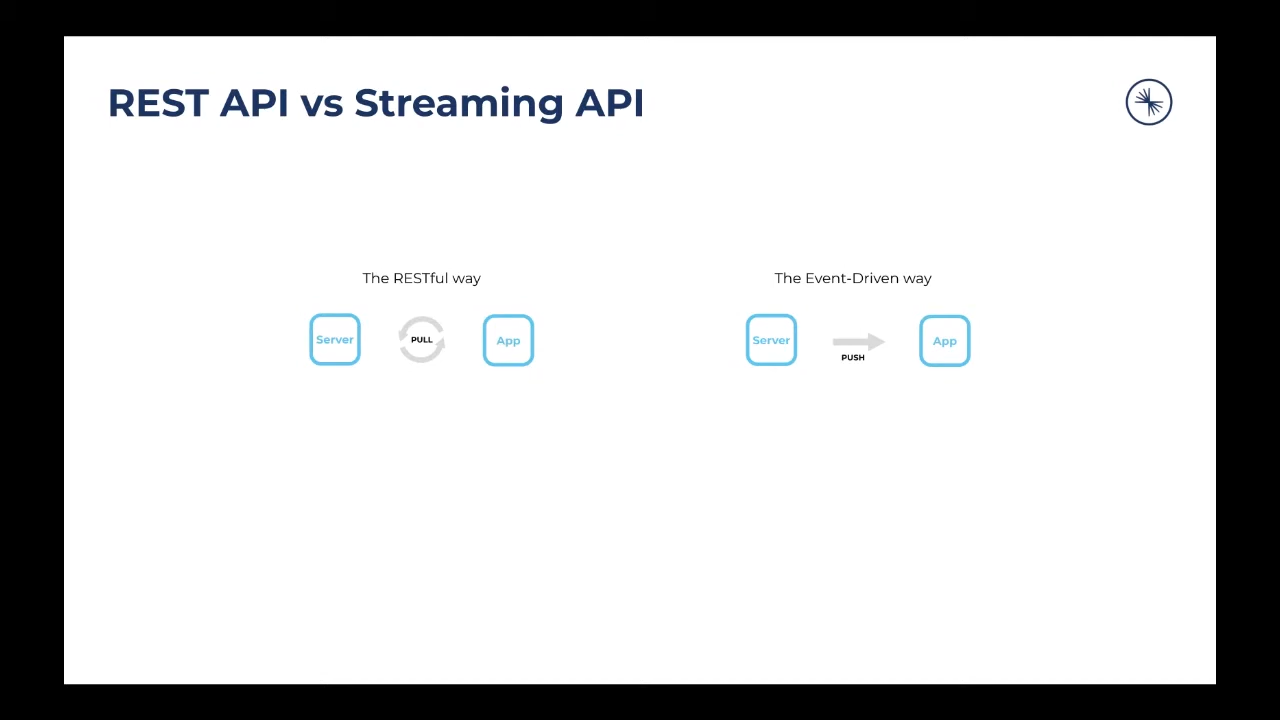 REST API vs Streaming API
The RESTful way
Server
PULL
App
The Event-Driven way
Server
PUSH
App